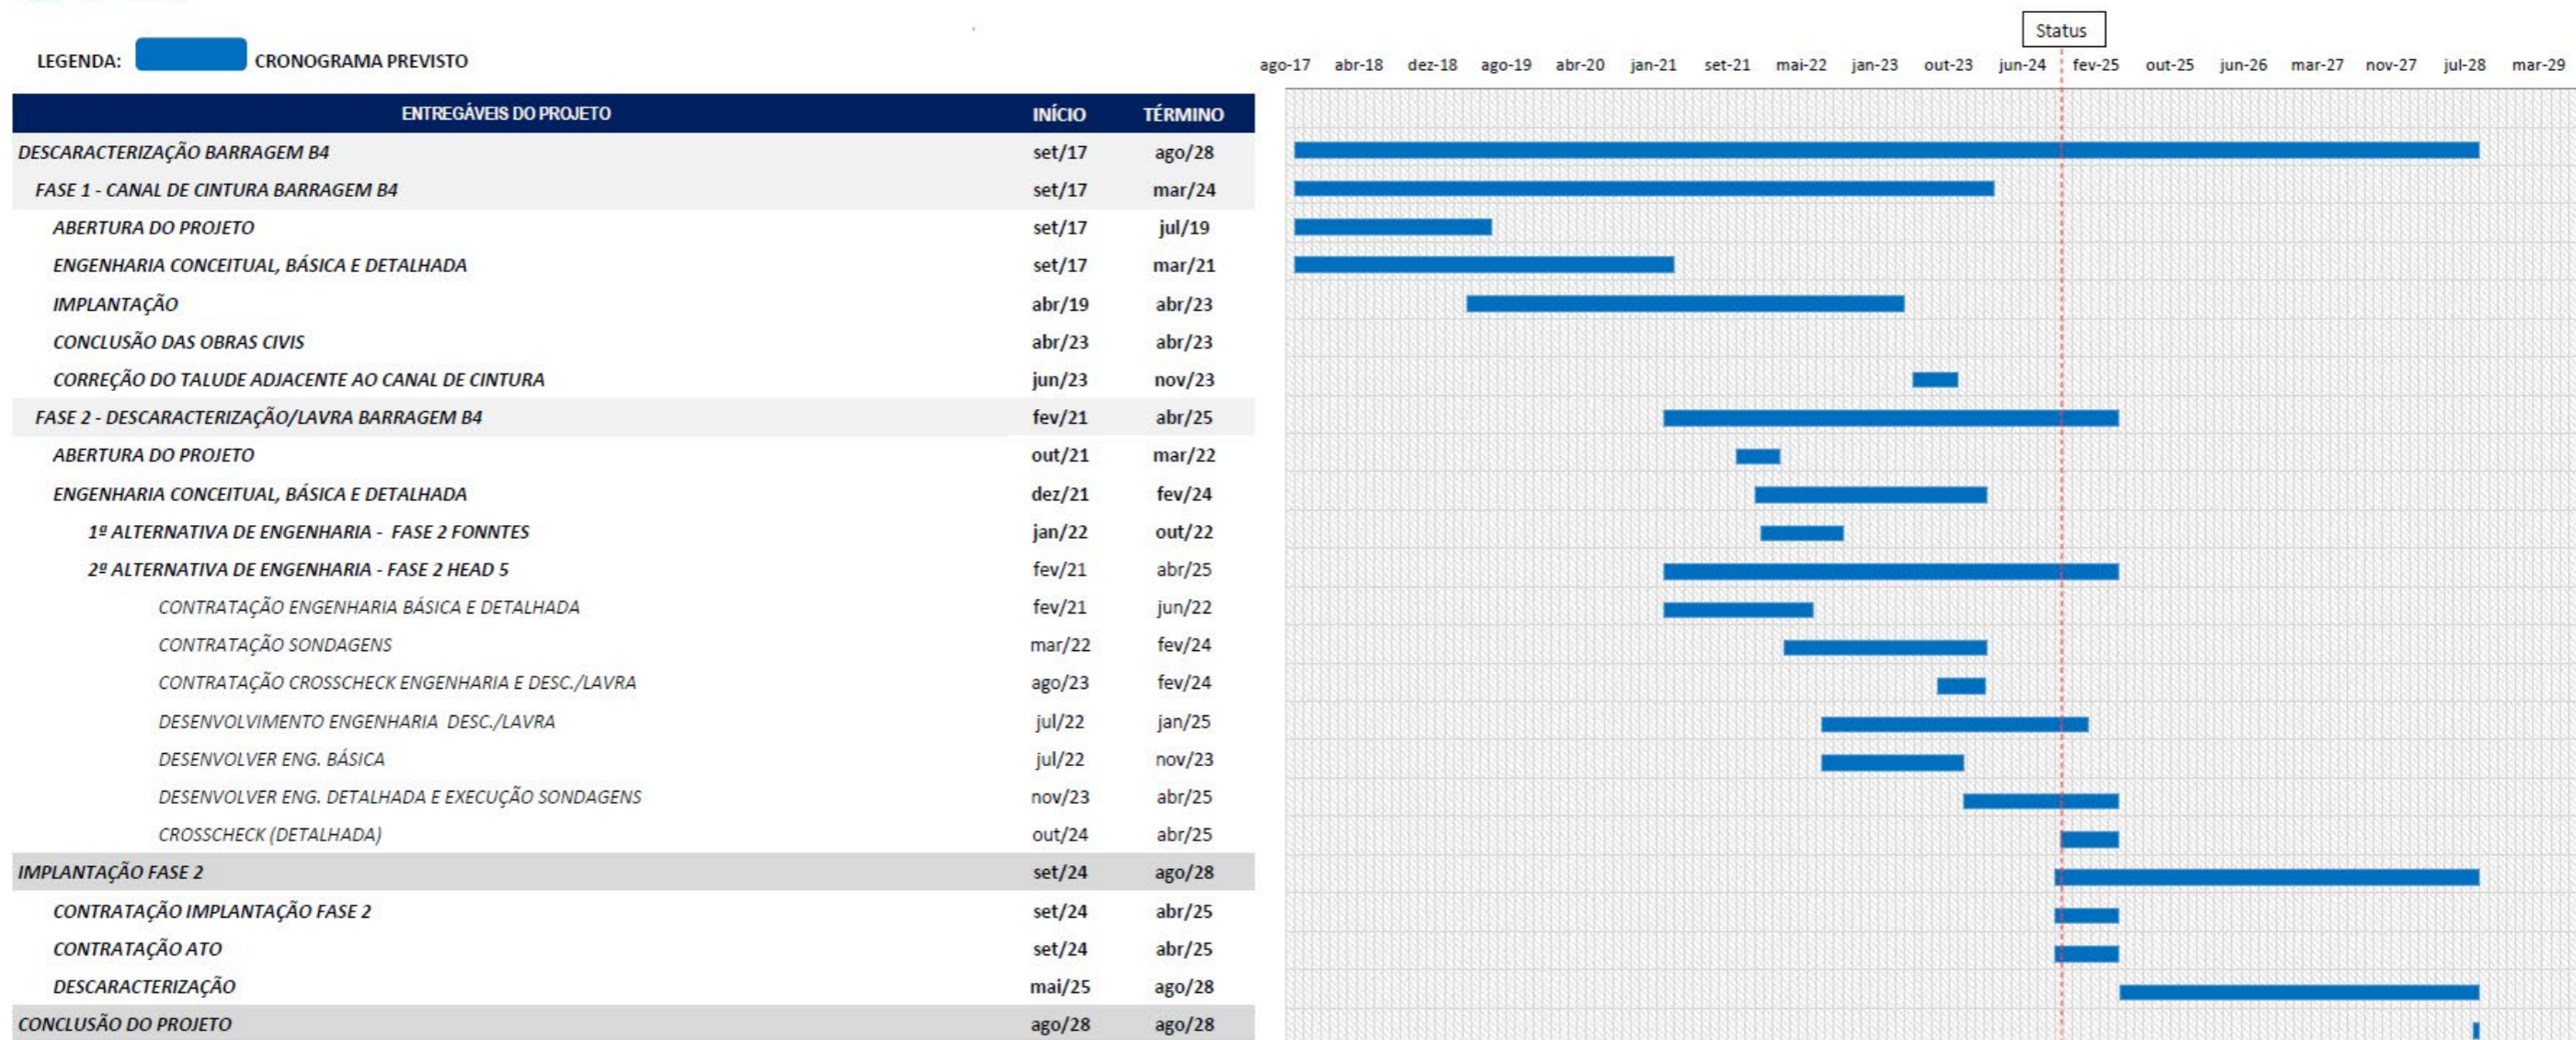 Status
LEGENDA: CRONOGRAMA PREVISTO
ago-17 abr-18 dez-18 ago-19 abr-20 jan-21 set-21 mai-22 jan-23 out-23 jun-24 fev-25 out-25 jun-26 mar-27 nov-27 jul-28 mar-29
ENTREGÁVEIS DO PROJETO INÍCIO TÉRMINO
DESCARACTERIZAÇÃO BARRAGEM B4 set/17 ago/28
FASE 1 - CANAL DE CINTURA BARRAGEM B4 set/17 mar/24
ABERTURA DO PROJETO set/17 jul/19
ENGENHARIA CONCEITUAL, BÁSICA E DETALHADA set/17 mar/21
IMPLANTAÇÃO abr/19 abr/23
CONCLUSÃO DAS OBRAS CIVIS abr/23 abr/23
CORREÇÃO DO TALUDE ADJACENTE AO CANAL DE CINTURA jun/23 nov/23
FASE 2 - DESCARACTERIZAÇÃO/LAVRA BARRAGEM B4 fev/21 abr/25
ABERTURA DO PROJETO out/21 mar/22
ENGENHARIA CONCEITUAL, BÁSICA E DETALHADA dez/21 fev/24
1º ALTERNATIVA DE ENGENHARIA - FASE 2 FONNTES jan/22 out/22
2º ALTERNATIVA DE ENGENHARIA - FASE 2 HEAD 5 fev/21 abr/25
CONTRATAÇÃO ENGENHARIA BÁSICA E DETALHADA fev/21 jun/22
CONTRATAÇÃO SONDAGENS mar/22 fev/24
CONTRATAÇÃO CROSSCHECK ENGENHARIA E DESC./LAVRA ago/23 fev/24
DESENVOLVIMENTO ENGENHARIA DESC./LAVRA jul/22 jan/25
DESENVOLVER ENG. BÁSICA jul/22 nov/23
DESENVOLVER ENG. DETALHADA E EXECUÇÃO SONDAGENS nov/23 abr/25
CROSSCHECK (DETALHADA) out/24 abr/25
IMPLANTAÇÃO FASE 2 set/24 ago/28
CONTRATAÇÃO IMPLANTAÇÃO FASE 2 set/24 abr/25
CONTRATAÇÃO ATO set/24 abr/25
DESCARACTERIZAÇÃO mai/25 ago/28
CONCLUSÃO DO PROJETO ago/28 ago/28